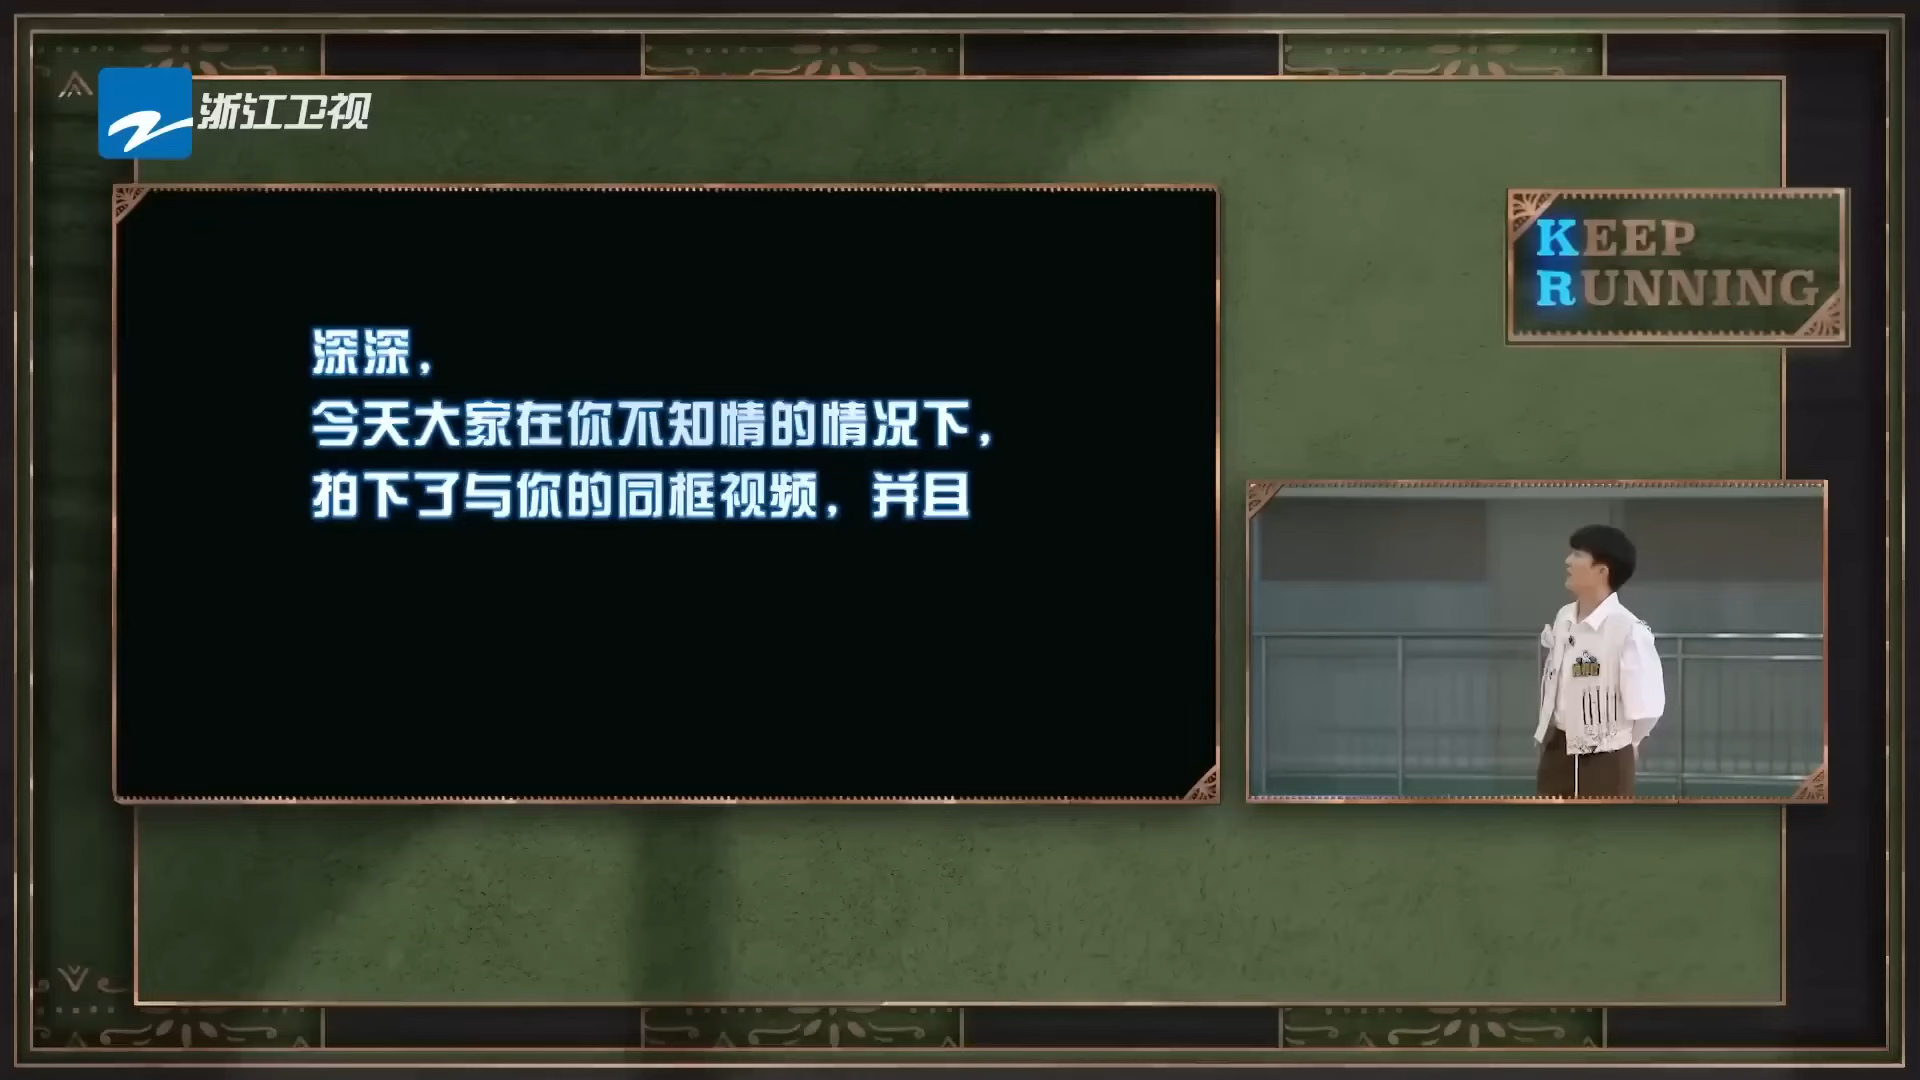 浙江卫视
KEEP
RUNNING
深深，
今天大家在你不知情的情况下，
拍下了与你的同框视频，并且